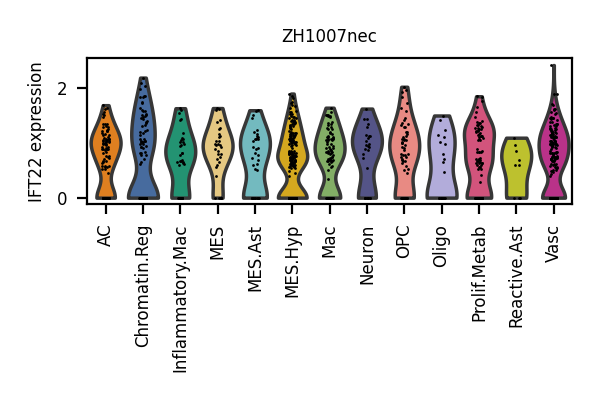 ZH1007nec
IFT22 expression
2
0
AC
Chromatin.Reg
Inflammatory.Mac
MES
MES.Ast
MES.Hyp
Mac
Neuron
OPC
Oligo
Prolif.Metab
Reactive.Ast
Vasc